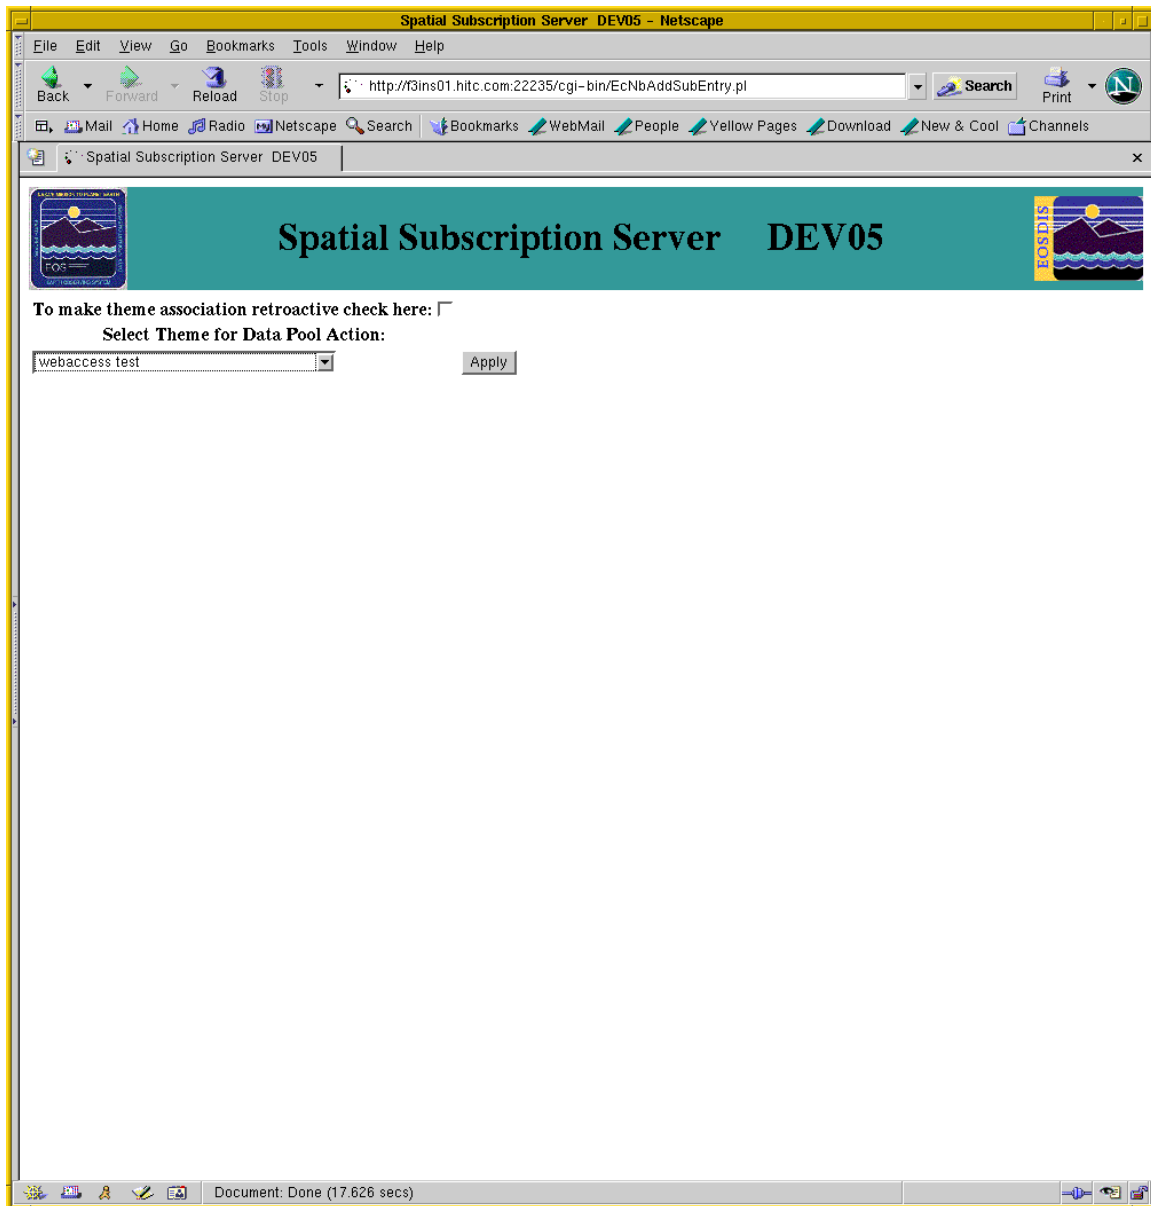 Spatial Subscription Server DEV05 - Netscape
File Edit View Go Bookmarks Tools Window Help
Back Forward Reload Stop http://f3ins01.hitc.com:22235/cgi-bin/EcNbAddSubEntry.pl Search Print N
Mail Home Radio My Netscape Search Bookmarks WebMail People Yellow Pages Download New & Cool Channels
Spatial Subscription Server DEV05 x
EOS
Spatial Subscription Server DEV05
EOSDIS
To make theme association retroactive check here:
Select Theme for Data Pool Action:
webaccess test Apply
Document: Done (17.626 secs)